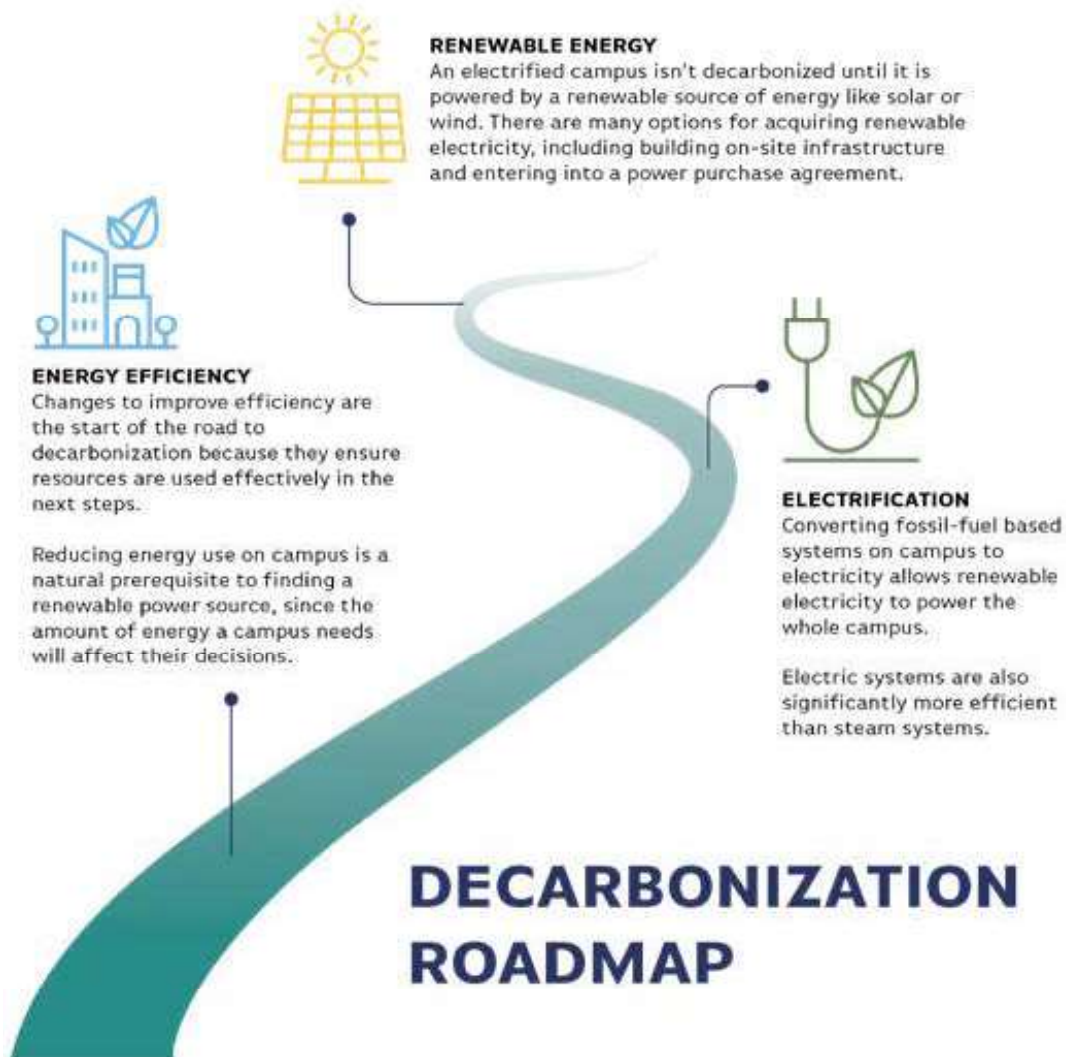 RENEWABLE ENERGY
An electrified campus isn't decarbonized until it is
powered by a renewable source of energy like solar or
wind. There are many options for acquiring renewable
electricity, including building on-site infrastructure
and entering into a power purchase agreement.
ENERGY EFFICIENCY
Changes to improve efficiency are
the start of the road to
decarbonization because they ensure
resources are used effectively in the
next steps.
Reducing energy use on campus is a
natural prerequisite to finding a
renewable power source, since the
amount of energy a campus needs
will affect their decisions.
ELECTRIFICATION
Converting fossil-fuel based
systems on campus to
electricity allows renewable
electricity to power the
whole campus.
Electric systems are also
significantly more efficient
than steam systems.
DECARBONIZATION
ROADMAP